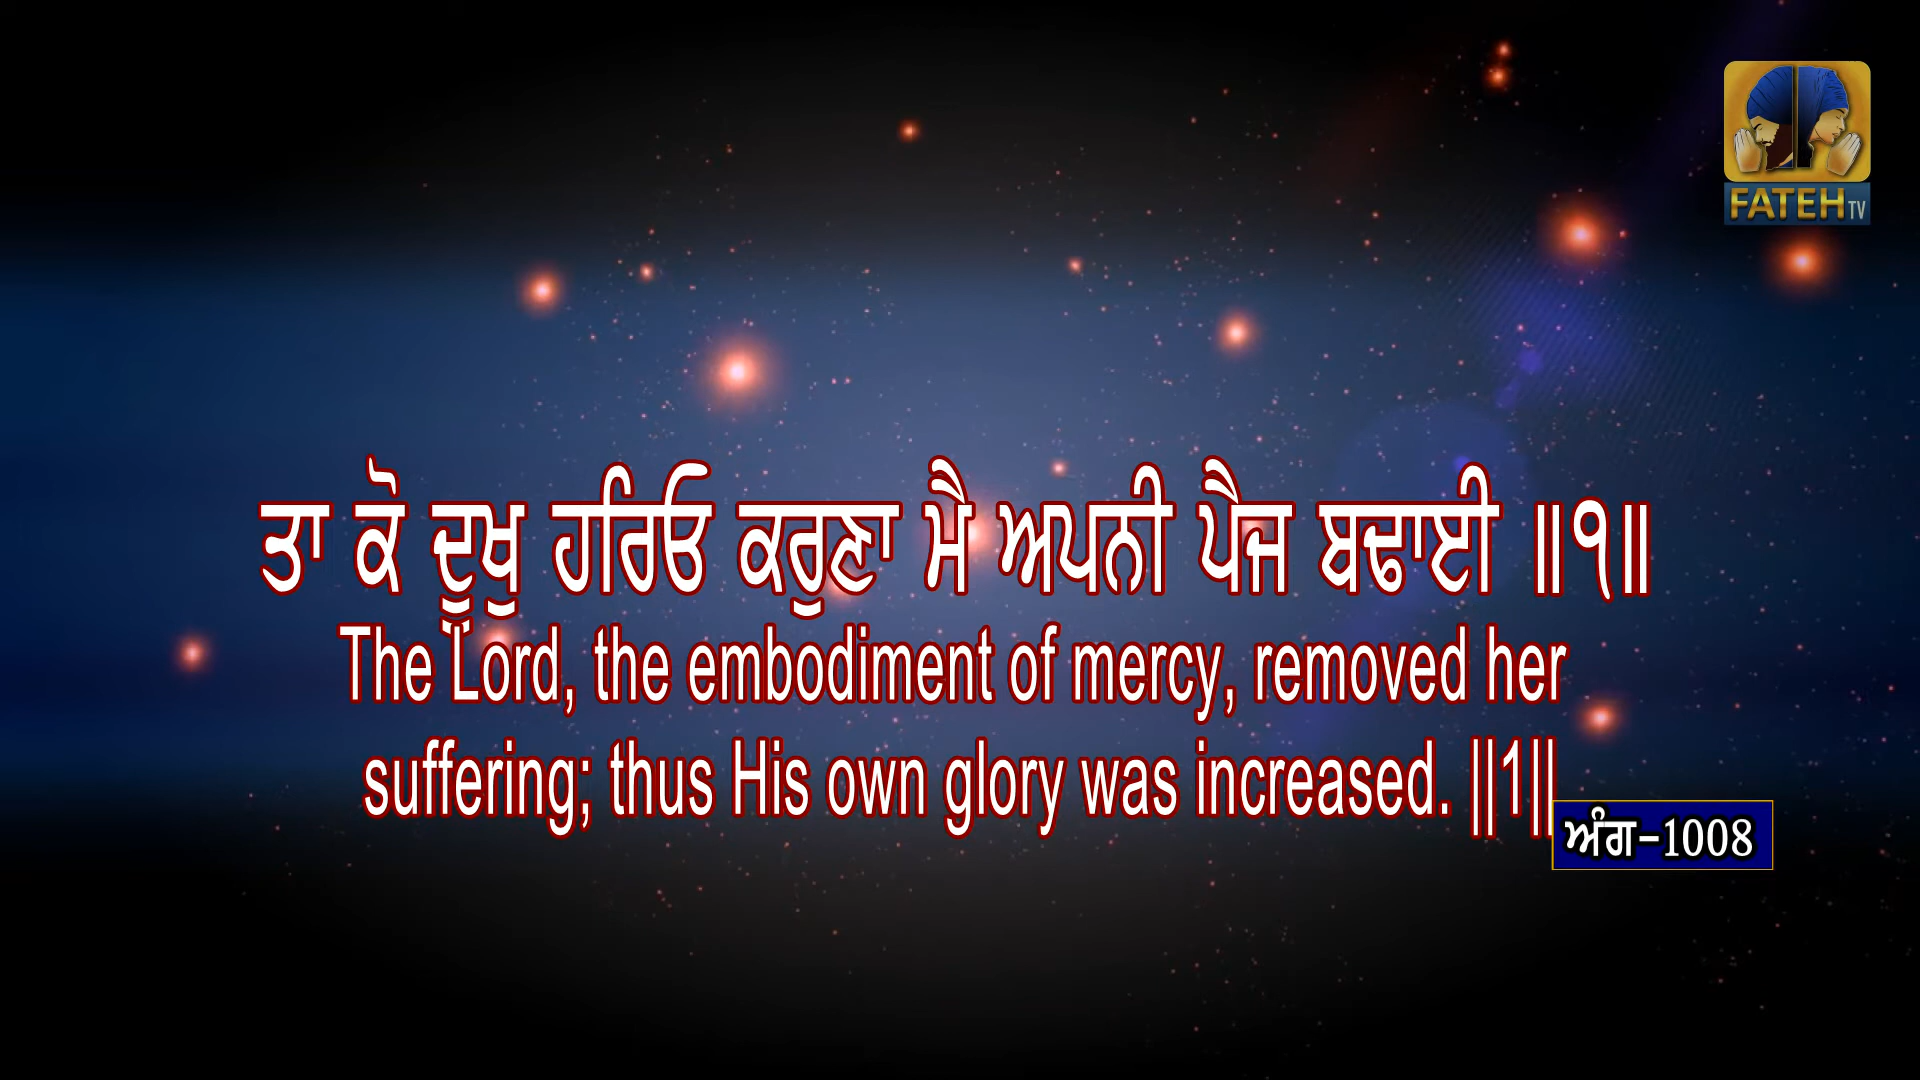 FATEH TV
ਤਾ ਕੋ ਦੂਖੁ ਹਰਿਓ ਕਰੁਣਾ ਮੈ ਅਪਨੀ ਪੈਜ ਬਢਾਈ ॥੧॥
The Lord, the embodiment of mercy, removed her
suffering; thus His own glory was increased. ||1||
ਅੰਗ-1008